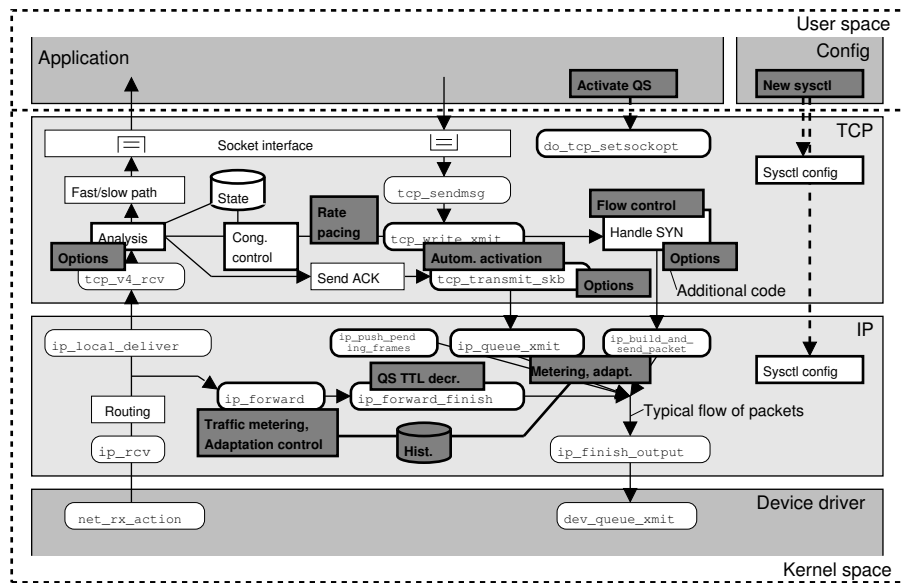 User space
Application
Config
Activate QS
New sysctl
TCP
Socket interface
do_tcp_setsockopt
Fast/slow path
State
tcp_sendmsg
Sysctl config
Rate
pacing
Flow control
Analysis
Cong.
control
tcp_write_xmit
Handle SYN
Options
Autom. activation
Options
tcp_v4_rcv
Send ACK
tcp_transmit_skb
Options
Additional code
IP
ip_local_deliver
ip_push_pend
ing_frames
ip_queue_xmit
ip_build_and_
send_packet
QS TTL decr.
Metering, adapt.
Sysctl config
ip_forward
ip_forward_finish
Routing
Traffic metering,
Adaptation control
Typical flow of packets
ip_rcv
Hist.
ip_finish_output
Device driver
net_rx_action
dev_queue_xmit
Kernel space